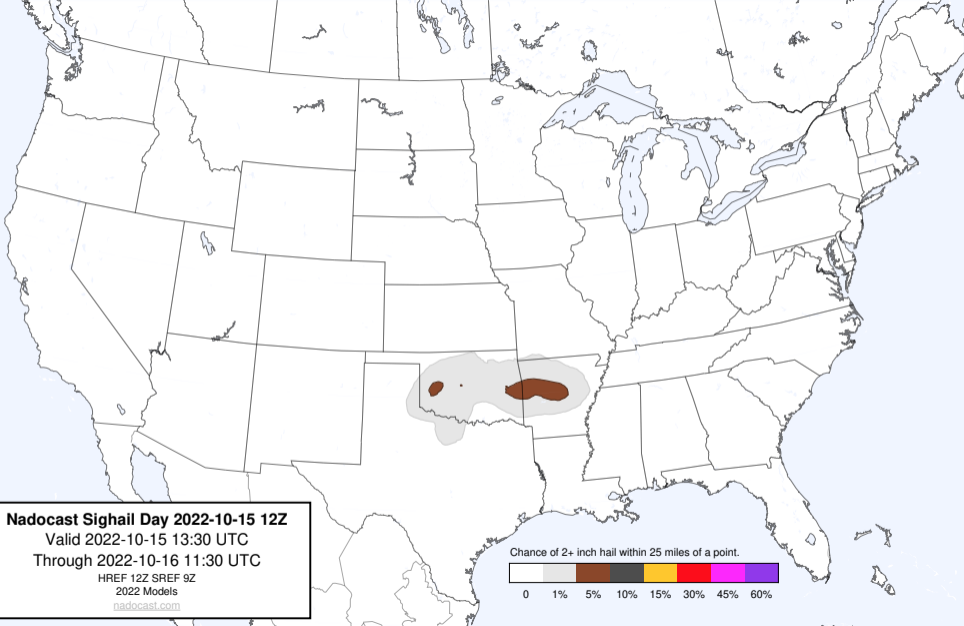 Nadocast Sighail Day 2022-10-15 12Z
Valid 2022-10-15 13:30 UTC
Through 2022-10-16 11:30 UTC
HREF 12Z SREF 9Z
2022 Models
nadocast.com
Chance of 2+ inch hail within 25 miles of a point.
0 1% 5% 10% 15% 30% 45% 60%